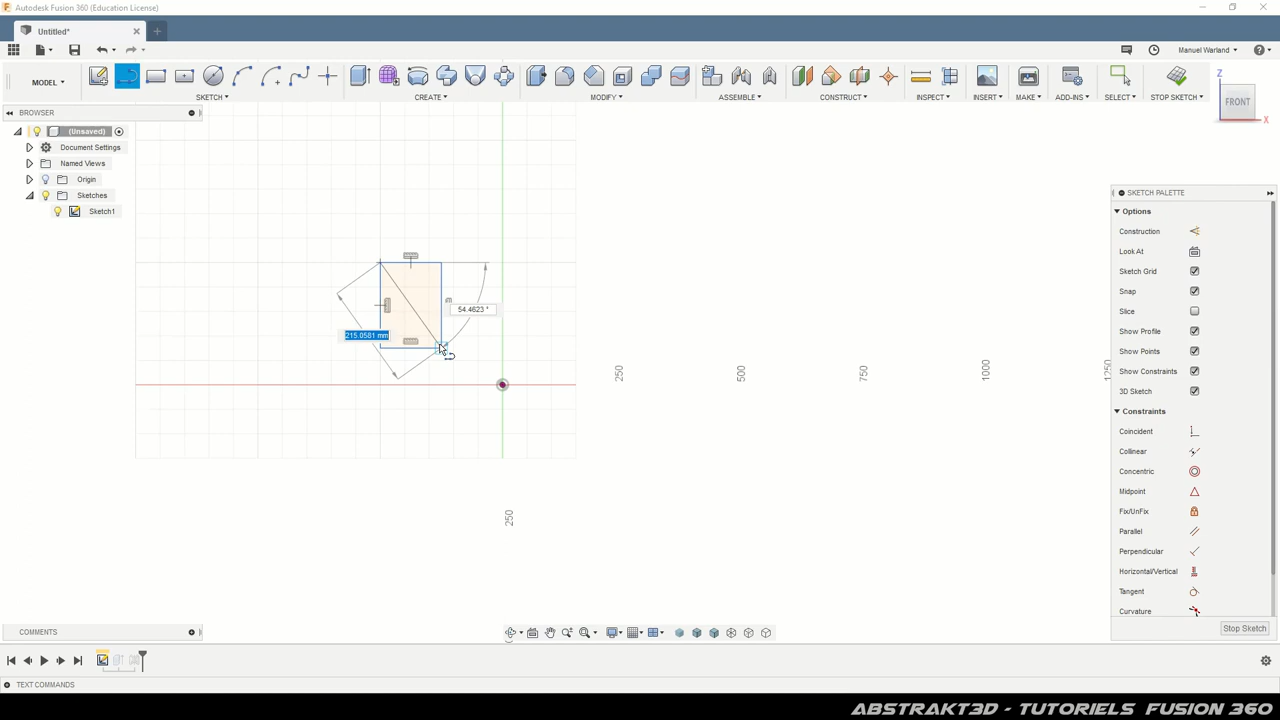 Autodesk Fusion 360 (Education License)
Untitled*
Manuel Warland
MODEL
SKETCH
CREATE
MODIFY
ASSEMBLE
CONSTRUCT
INSPECT
INSERT
MAKE
ADD-INS
SELECT
STOP SKETCH
Z
FRONT
X
BROWSER
(Unsaved)
Document Settings
Named Views
Origin
Sketches
Sketch1
54.4623 °
215.0581 mm
250
500
750
1000
1250
250
SKETCH PALETTE
Options
Construction
Look At
Sketch Grid
Snap
Slice
Show Profile
Show Points
Show Constraints
3D Sketch
Constraints
Coincident
Collinear
Concentric
Midpoint
Fix/UnFix
Parallel
Perpendicular
Horizontal/Vertical
Tangent
Curvature
Stop Sketch
COMMENTS
TEXT COMMANDS
ABSTRAKT3D - TUTORIELS FUSION 360